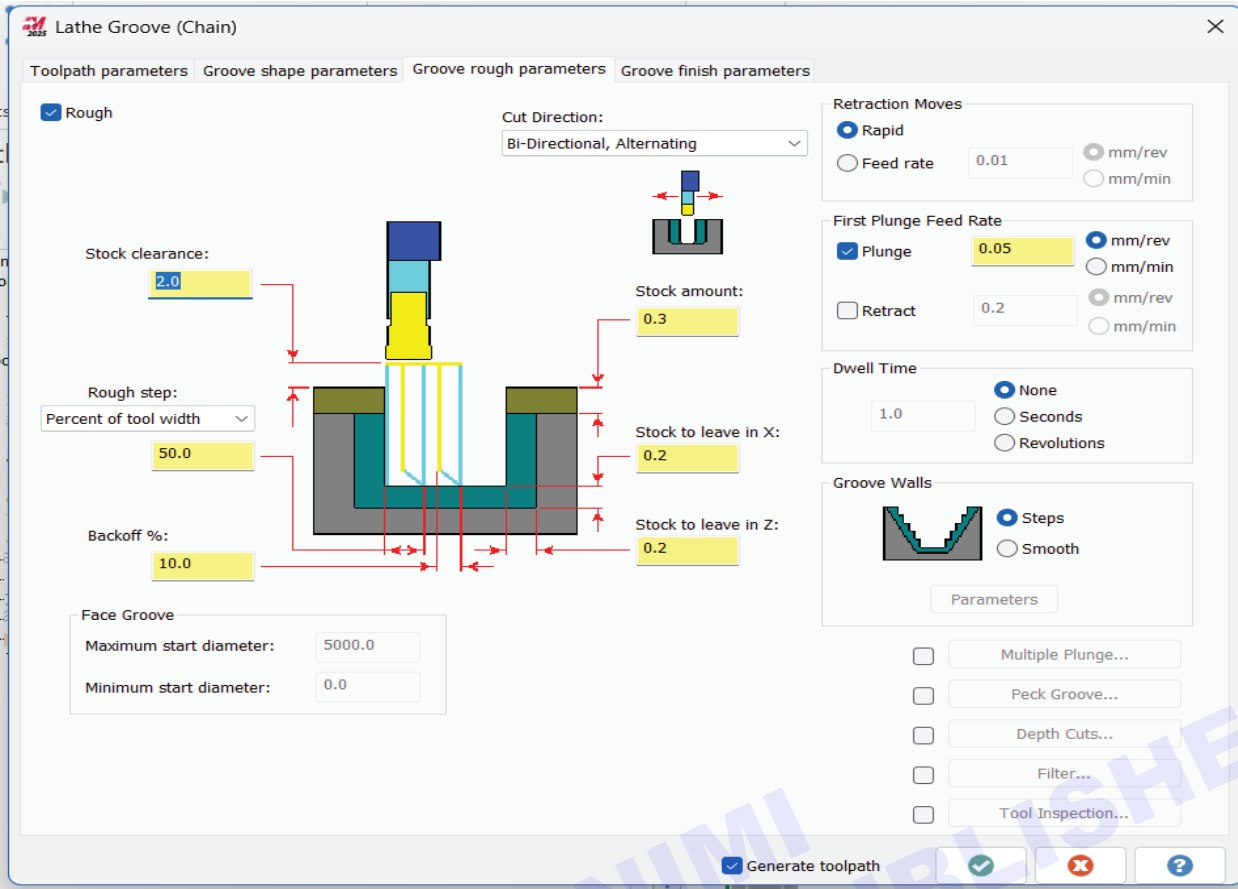 2025
Lathe Groove (Chain)
Toolpath parameters
Groove shape parameters
Groove rough parameters
Groove finish parameters
Rough
Cut Direction:
Bi-Directional, Alternating
Stock clearance:
2.0
Rough step:
Percent of tool width
50.0
Backoff %:
10.0
Stock amount:
0.3
Stock to leave in X:
0.2
Stock to leave in Z:
0.2
Face Groove
Maximum start diameter: 5000.0
Minimum start diameter: 0.0
Retraction Moves
Rapid
Feed rate 0.01 mm/rev
mm/min
First Plunge Feed Rate
Plunge 0.05 mm/rev
mm/min
Retract 0.2 mm/rev
mm/min
Dwell Time
1.0
None
Seconds
Revolutions
Groove Walls
Steps
Smooth
Parameters
Multiple Plunge...
Peck Groove...
Depth Cuts...
Filter...
Tool Inspection...
Generate toolpath
?